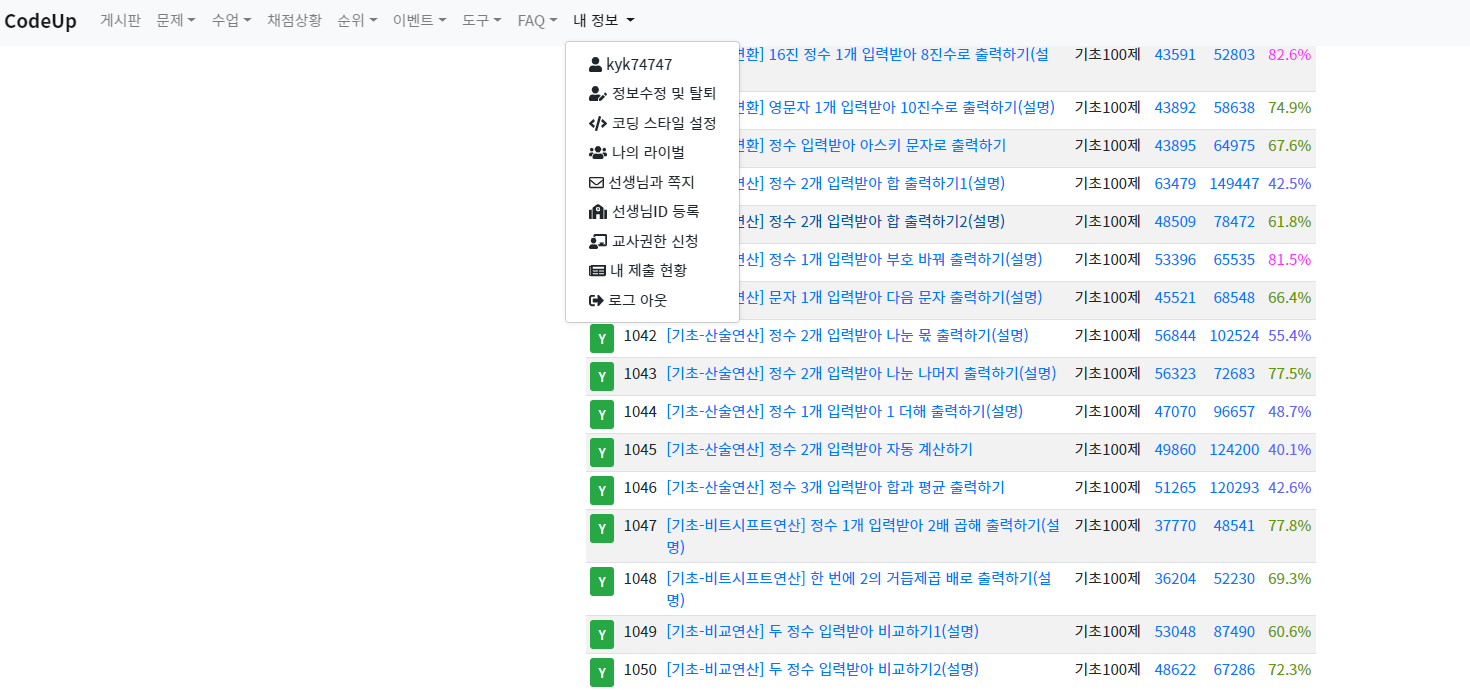 CodeUp 게시판 문제 수업 채점상황 순위 이벤트 도구 FAQ 내 정보
kyk74747
정보수정 및 탈퇴
코딩 스타일 설정
나의 라이벌
선생님과 쪽지
선생님ID 등록
교사권한 신청
내 제출 현황
로그 아웃
변환] 16진 정수 1개 입력받아 8진수로 출력하기(설 기초100제 43591 52803 82.6%
변환] 영문자 1개 입력받아 10진수로 출력하기(설명) 기초100제 43892 58638 74.9%
변환] 정수 입력받아 아스키 문자로 출력하기 기초100제 43895 64975 67.6%
연산] 정수 2개 입력받아 합 출력하기1(설명) 기초100제 63479 149447 42.5%
연산] 정수 2개 입력받아 합 출력하기2(설명) 기초100제 48509 78472 61.8%
연산] 정수 1개 입력받아 부호 바꿔 출력하기(설명) 기초100제 53396 65535 81.5%
연산] 문자 1개 입력받아 다음 문자 출력하기(설명) 기초100제 45521 68548 66.4%
Y 1042 [기초-산술연산] 정수 2개 입력받아 나눈 몫 출력하기(설명) 기초100제 56844 102524 55.4%
Y 1043 [기초-산술연산] 정수 2개 입력받아 나눈 나머지 출력하기(설명) 기초100제 56323 72683 77.5%
Y 1044 [기초-산술연산] 정수 1개 입력받아 1 더해 출력하기(설명) 기초100제 47070 96657 48.7%
Y 1045 [기초-산술연산] 정수 2개 입력받아 자동 계산하기 기초100제 49860 124200 40.1%
Y 1046 [기초-산술연산] 정수 3개 입력받아 합과 평균 출력하기 기초100제 51265 120293 42.6%
Y 1047 [기초-비트시프트연산] 정수 1개 입력받아 2배 곱해 출력하기(설 기초100제 37770 48541 77.8%
명)
Y 1048 [기초-비트시프트연산] 한 번에 2의 거듭제곱 배로 출력하기(설 기초100제 36204 52230 69.3%
명)
Y 1049 [기초-비교연산] 두 정수 입력받아 비교하기1(설명) 기초100제 53048 87490 60.6%
Y 1050 [기초-비교연산] 두 정수 입력받아 비교하기2(설명) 기초100제 48622 67286 72.3%